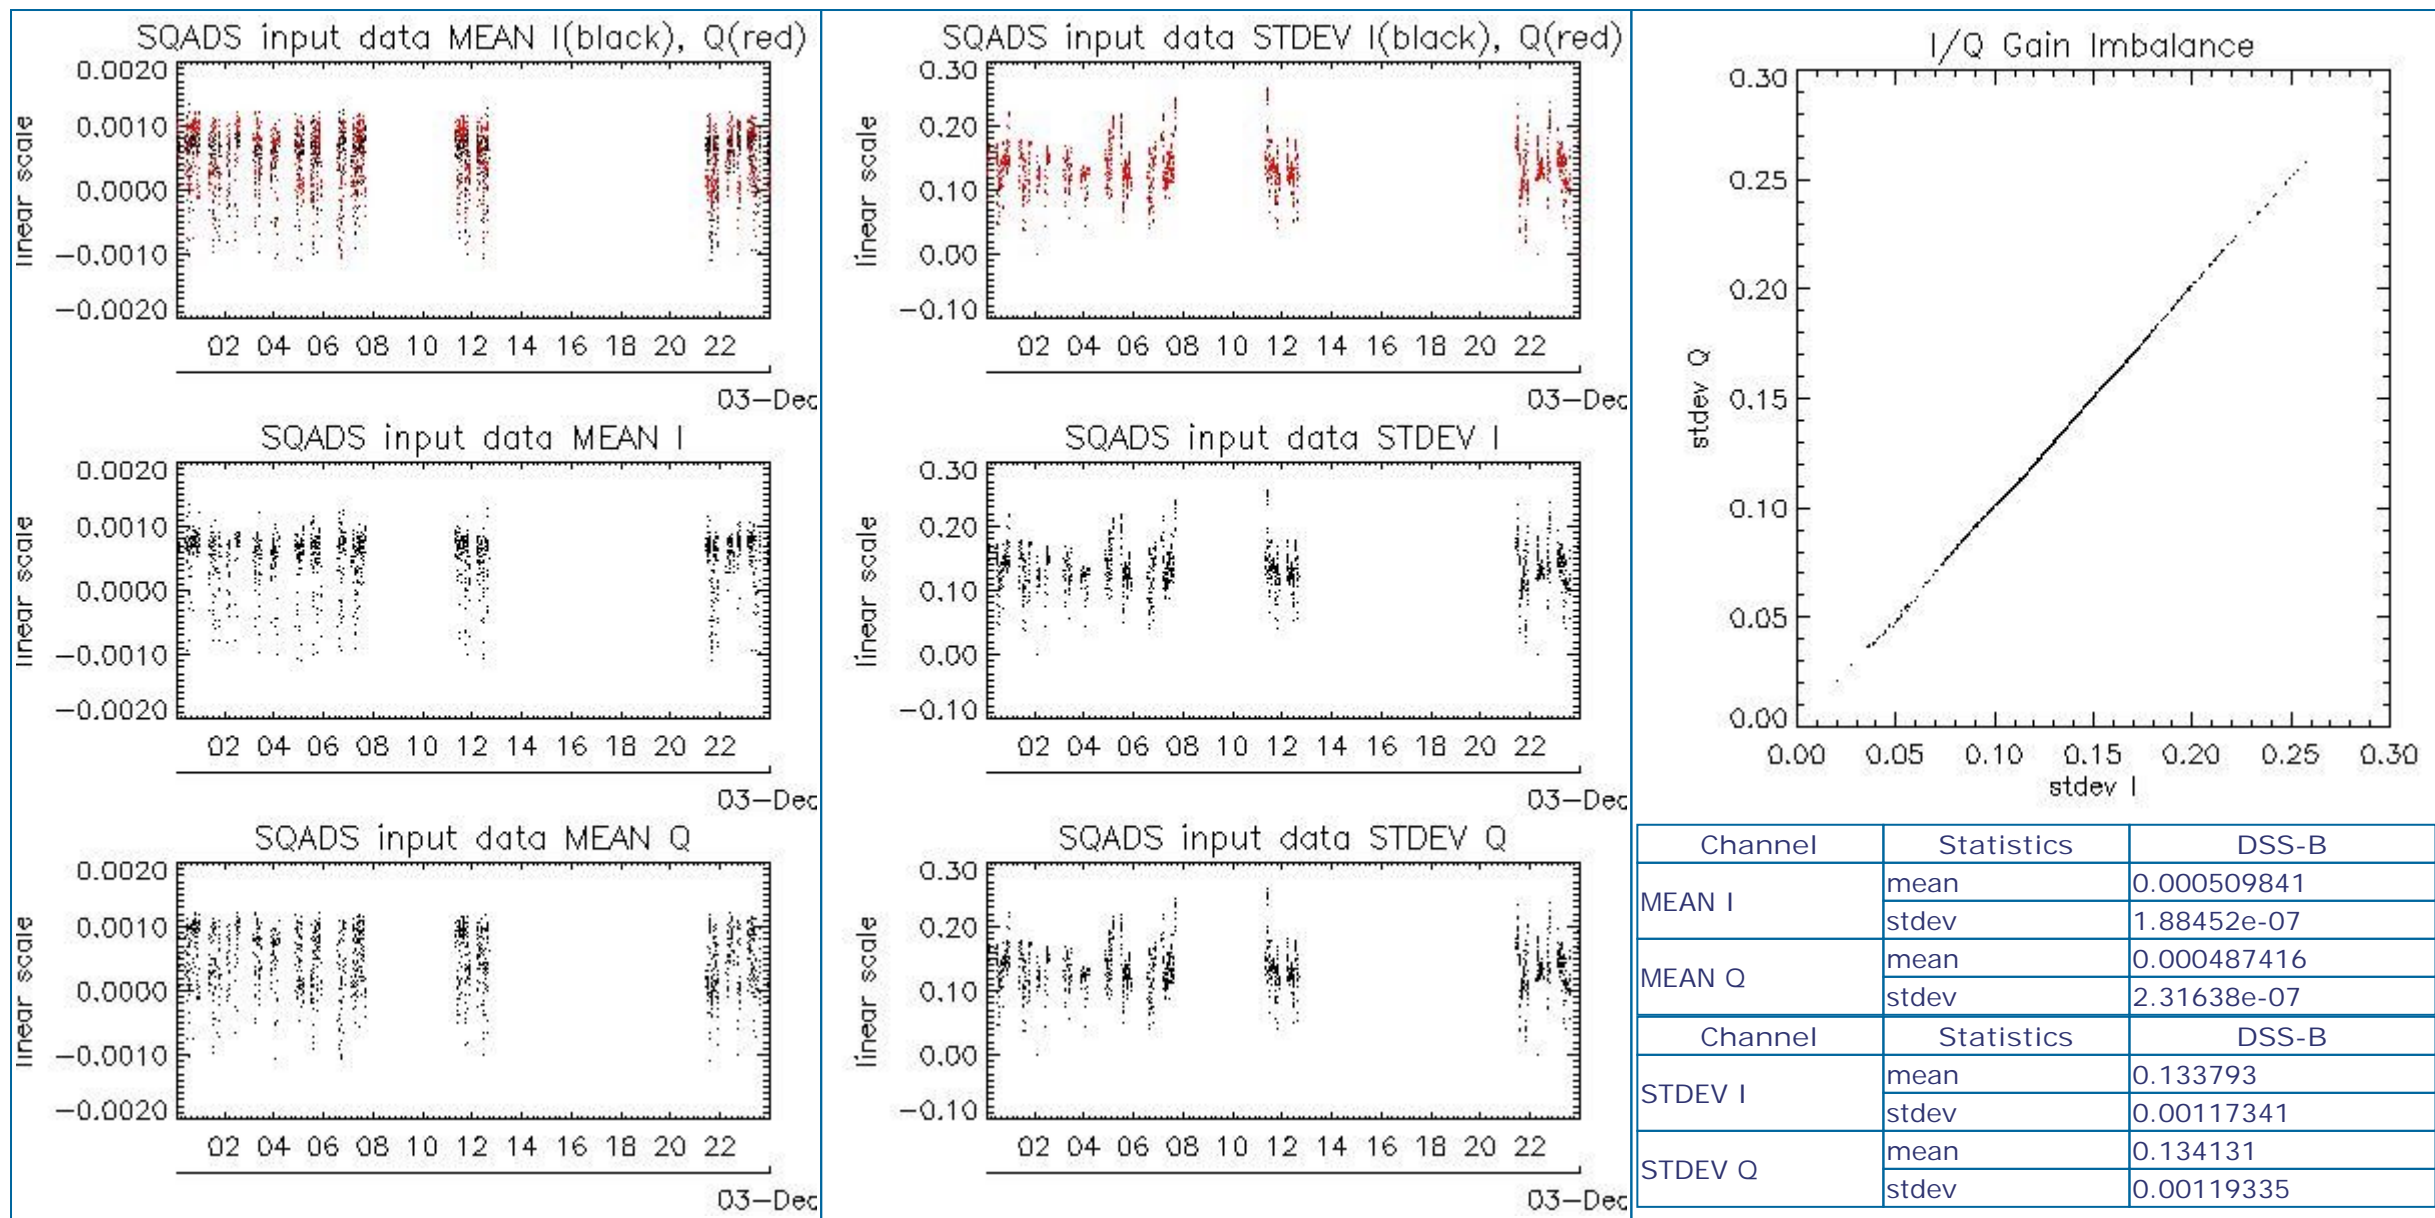 SQADS input data MEAN I(black), Q(red)
0.0020
0.0010
0.0000
-0.0010
-0.0020
linear scale
02 04 06 08 10 12 14 16 18 20 22
03-Dec
SQADS input data MEAN I
0.0020
0.0010
0.0000
-0.0010
-0.0020
linear scale
02 04 06 08 10 12 14 16 18 20 22
03-Dec
SQADS input data MEAN Q
0.0020
0.0010
0.0000
-0.0010
-0.0020
linear scale
02 04 06 08 10 12 14 16 18 20 22
03-Dec
SQADS input data STDEV I(black), Q(red)
0.30
0.20
0.10
0.00
-0.10
linear scale
02 04 06 08 10 12 14 16 18 20 22
03-Dec
SQADS input data STDEV I
0.30
0.20
0.10
0.00
-0.10
linear scale
02 04 06 08 10 12 14 16 18 20 22
03-Dec
SQADS input data STDEV Q
0.30
0.20
0.10
0.00
-0.10
linear scale
02 04 06 08 10 12 14 16 18 20 22
03-Dec
I/Q Gain Imbalance
0.30
0.25
0.20
0.15
0.10
0.05
0.00
stdev Q
0.00 0.05 0.10 0.15 0.20 0.25 0.30
stdev I
Channel Statistics DSS-B
MEAN I mean 0.000509841
stdev 1.88452e-07
MEAN Q mean 0.000487416
stdev 2.31638e-07
Channel Statistics DSS-B
STDEV I mean 0.133793
stdev 0.00117341
STDEV Q mean 0.134131
stdev 0.00119335